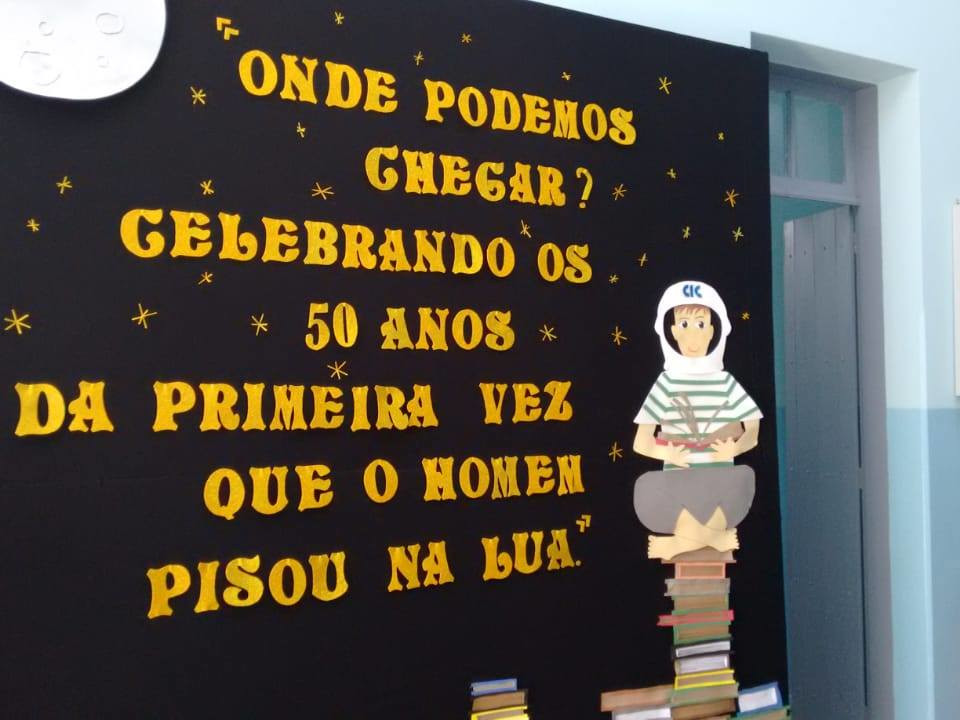 "ONDE PODEMOS
CHEGAR?
CELEBRANDO OS
50 ANOS
DA PRIMEIRA VEZ
QUE O HOMEM
PISOU NA LUA."
CIC